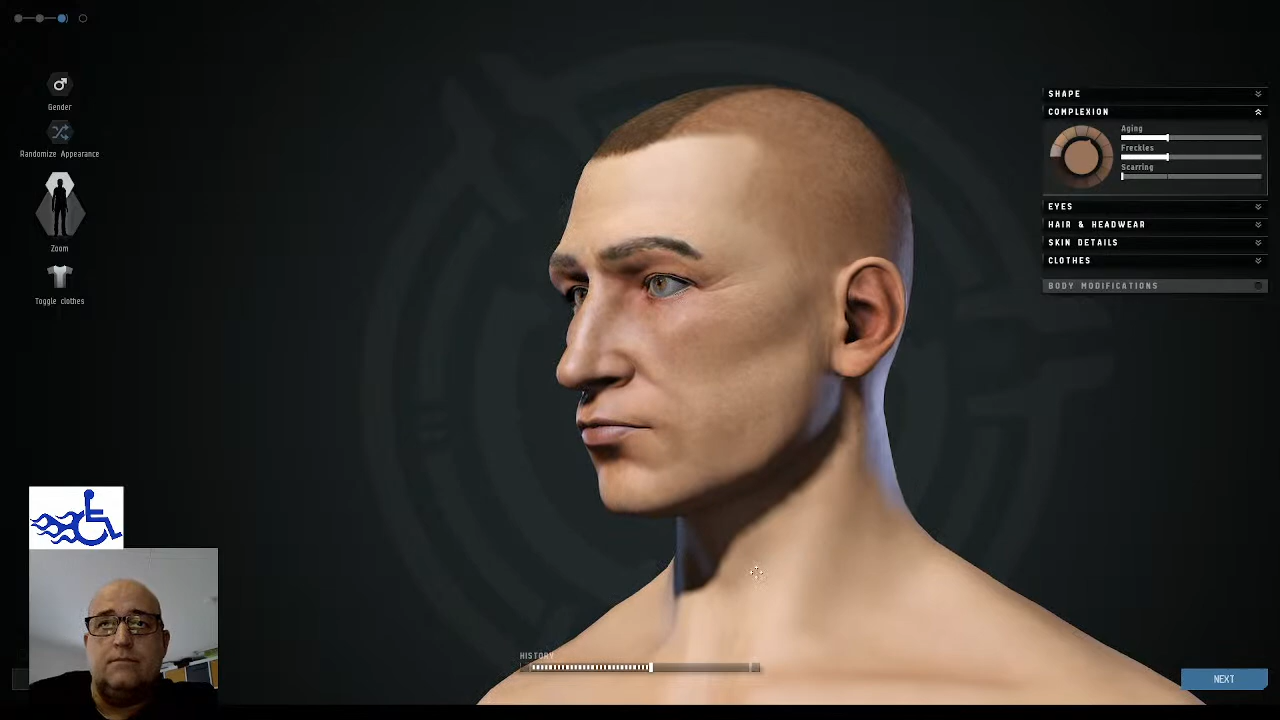 Gender
Randomize Appearance
Zoom
Toggle clothes
SHAPE
COMPLEXION
Aging
Freckles
Scarring
EYES
HAIR & HEADWEAR
SKIN DETAILS
CLOTHES
BODY MODIFICATIONS
HISTORY
NEXT